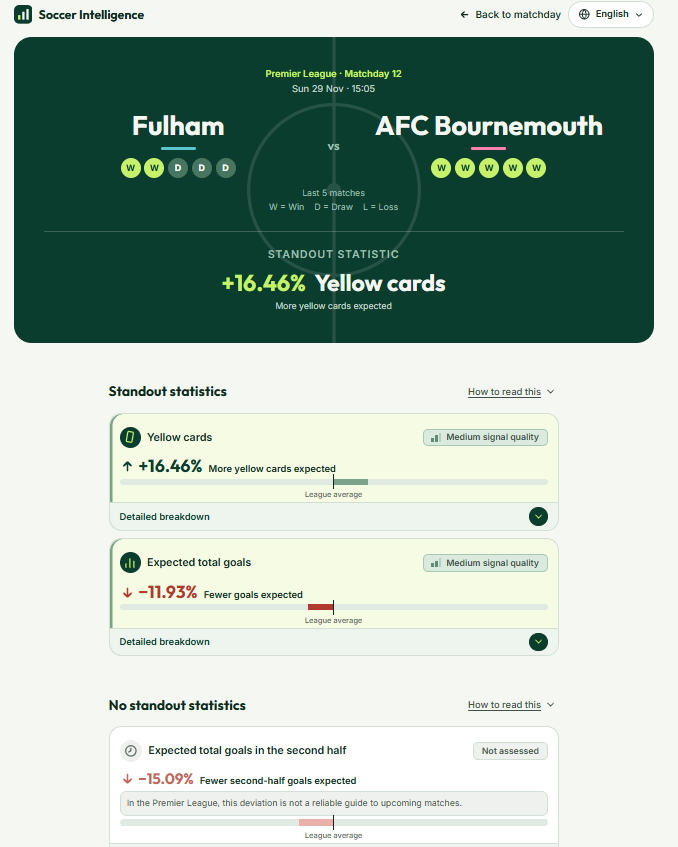 Soccer Intelligence
← Back to matchday
English
Premier League · Matchday 12
Sun 29 Nov · 15:05
Fulham
vs
AFC Bournemouth
W W D D D
W W W W W
Last 5 matches
W = Win D = Draw L = Loss
STANDOUT STATISTIC
+16.46% Yellow cards
More yellow cards expected
Standout statistics
How to read this
Yellow cards
Medium signal quality
↑ +16.46% More yellow cards expected
League average
Detailed breakdown
Expected total goals
Medium signal quality
↓ −11.93% Fewer goals expected
League average
Detailed breakdown
No standout statistics
How to read this
Expected total goals in the second half
Not assessed
↓ −15.09% Fewer second-half goals expected
In the Premier League, this deviation is not a reliable guide to upcoming matches.
League average